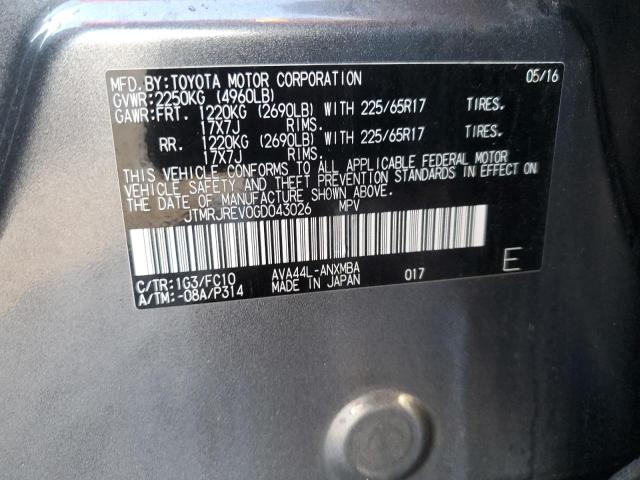 MFD.BY:TOYOTA MOTOR CORPORATION 05/16
GVWR:2250KG (4960LB)
GAWR:FRT. 1220KG (2690LB) WITH 225/65R17 TIRES.
17X7J RIMS.
RR. 1220KG (2690LB) WITH 225/65R17 TIRES.
17X7J RIMS.
THIS VEHICLE CONFORMS TO ALL APPLICABLE FEDERAL MOTOR
VEHICLE SAFETY AND THEFT PREVENTION STANDARDS IN EFFECT ON
THE DATE OF MANUFACTURE SHOWN ABOVE.
JTMRJREV0GD043026 MPV
C/TR:1G3/FC10 AVA44L-ANXMBA 017 E
A/TM:-08A/P314 MADE IN JAPAN